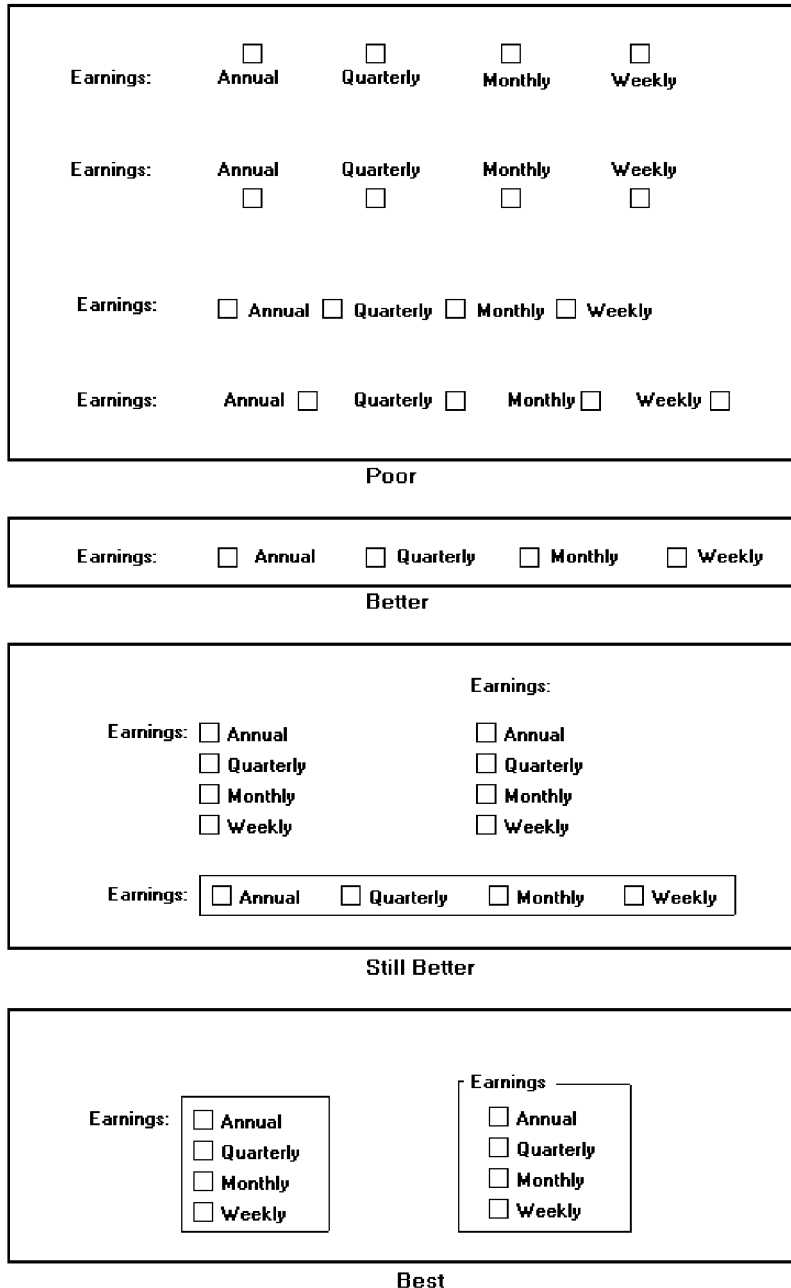 Earnings: Annual Quarterly Monthly Weekly
Earnings: Annual Quarterly Monthly Weekly
Earnings: Annual Quarterly Monthly Weekly
Earnings: Annual Quarterly Monthly Weekly
Poor
Earnings: Annual Quarterly Monthly Weekly
Better
Earnings:
Earnings: Annual Annual
Quarterly Quarterly
Monthly Monthly
Weekly Weekly
Earnings: Annual Quarterly Monthly Weekly
Still Better
Earnings
Earnings: Annual Annual
Quarterly Quarterly
Monthly Monthly
Weekly Weekly
Best